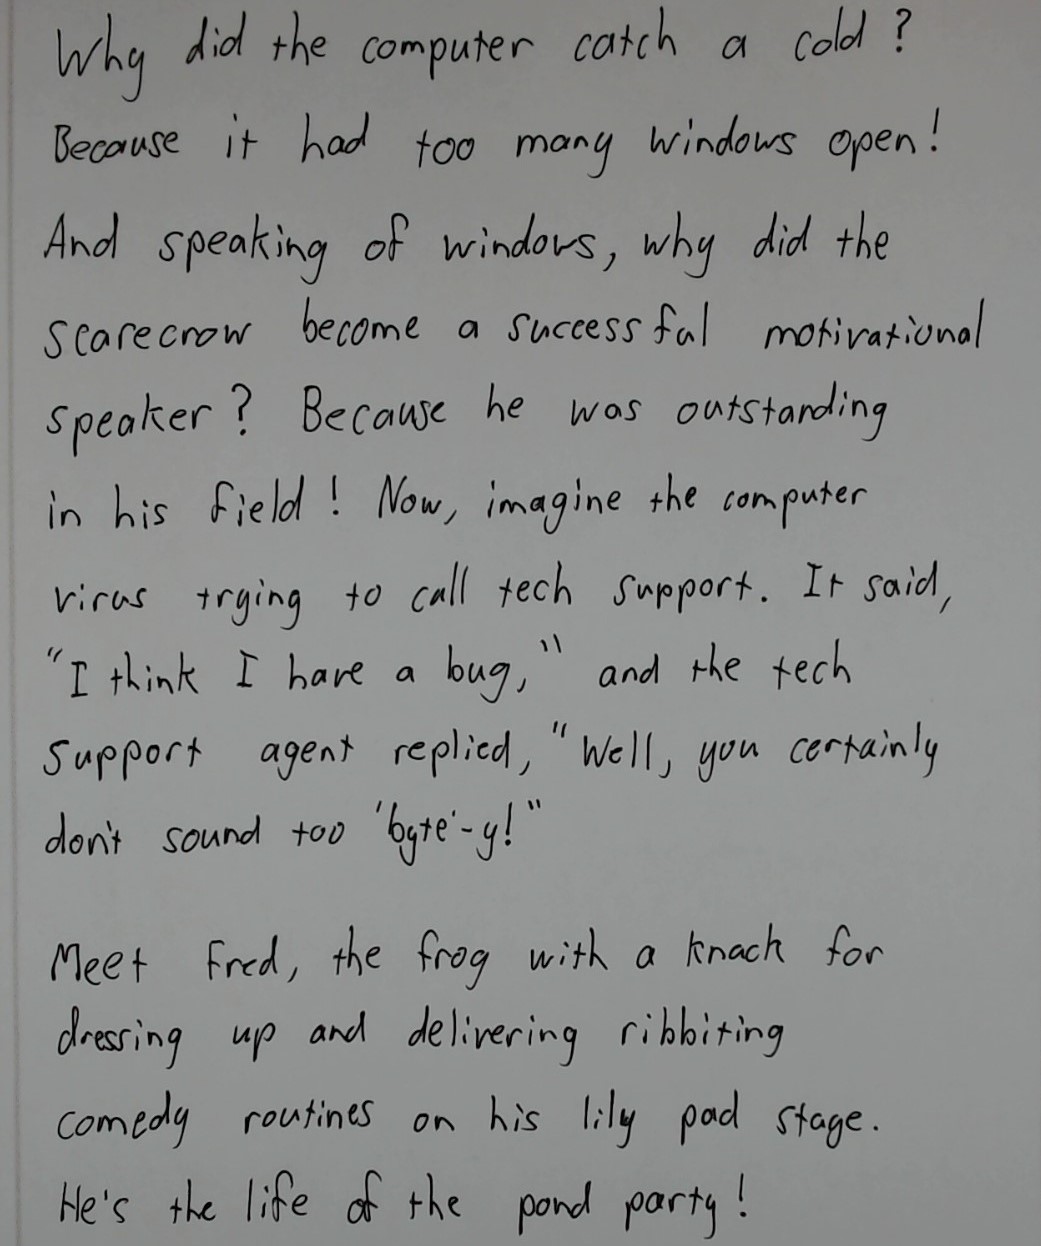 Why did the computer catch a cold?
Because it had too many windows open!
And speaking of windows, why did the
scarecrow become a successful motivational
speaker? Because he was outstanding
in his field! Now, imagine the computer
virus trying to call tech support. It said,
"I think I have a bug," and the tech
support agent replied, "Well, you certainly
don't sound too 'byte'-y!"
Meet Fred, the frog with a knack for
dressing up and delivering ribbiting
comedy routines on his lily pad stage.
He's the life of the pond party!